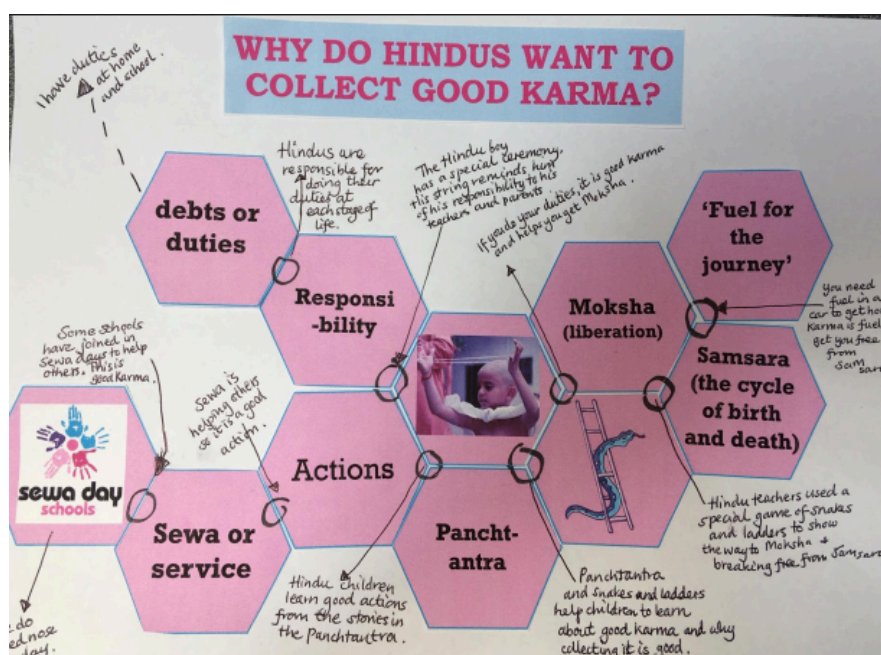 WHY DO HINDUS WANT TO
COLLECT GOOD KARMA?
I have duties
at home
and school.
debts or
duties
Hindus are
responsible for
doing their
duties at
each stage of
life.
Responsi
-bility
The Hindu boy
has a special ceremony.
His string reminds him
of his responsibility to his
teachers and parents
If you do your duties, it is good karma
and helps you get Moksha.
Moksha
(liberation)
'Fuel for
the
journey'
You need
fuel in a
car to get
Karma is fuel
get you free
from
Samsara
(the cycle
of birth
and death)
Some schools
have joined in
Sewa days to help
others. This is
good karma.
sewa day
schools
Sewa is
helping others
so it is a good
action.
Actions
Sewa or
service
Pancht-
antra
Hindu children
learn good actions
from the stories in
the Panchtantra.
Panchtantra
and snakes and ladders
help children to learn
about good karma and why
collecting it is good.
Hindu teachers used a
special game of snakes
and ladders to show
the way to Moksha &
breaking free from Samsara
do
nose
day.